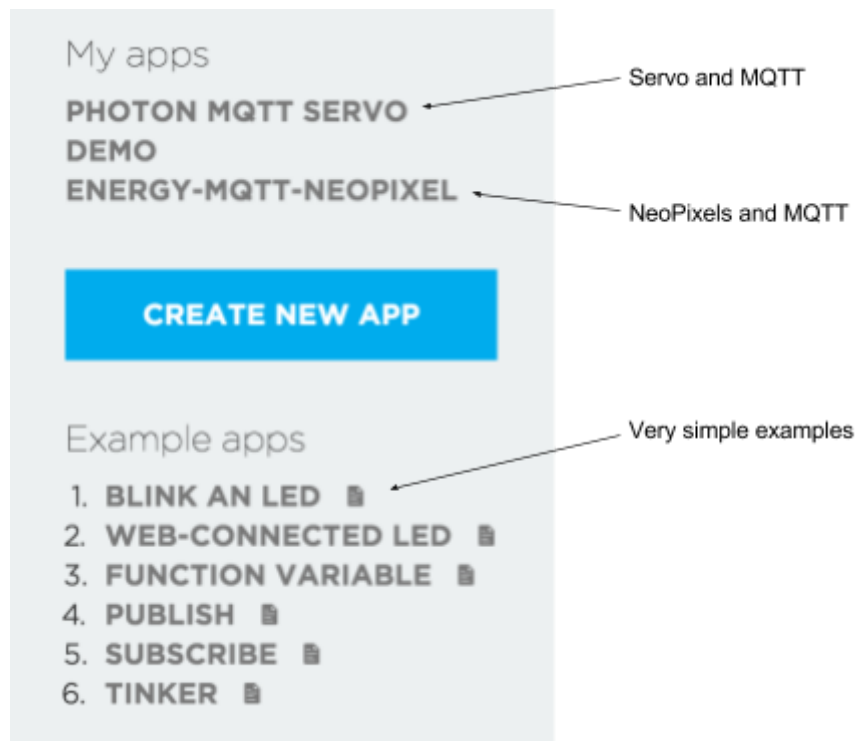 My apps
PHOTON MQTT SERVO
DEMO
ENERGY-MQTT-NEOPIXEL
CREATE NEW APP
Example apps
1. BLINK AN LED
2. WEB-CONNECTED LED
3. FUNCTION VARIABLE
4. PUBLISH
5. SUBSCRIBE
6. TINKER
Servo and MQTT
NeoPixels and MQTT
Very simple examples